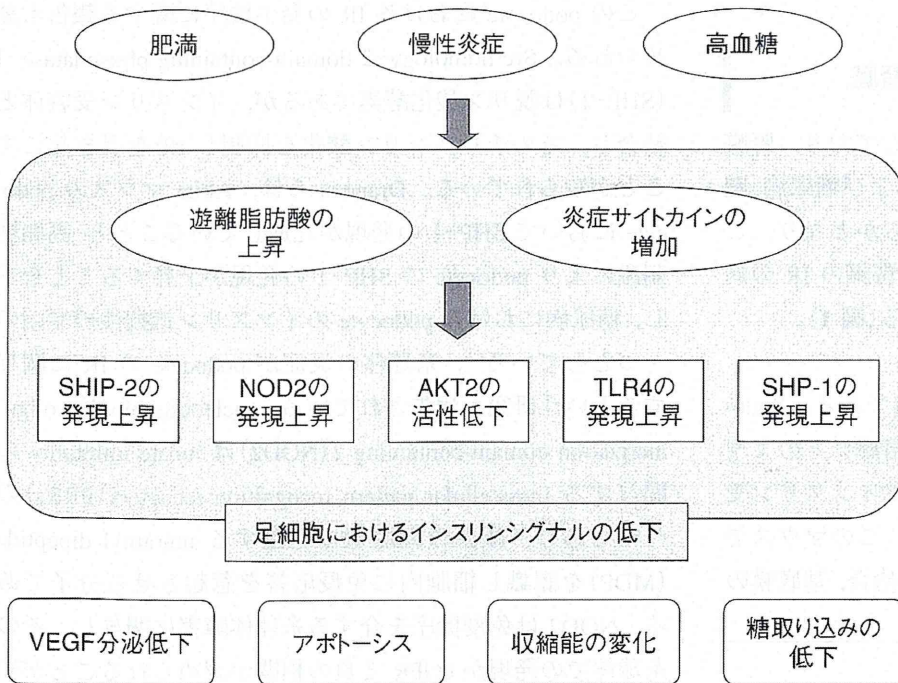 肥満
慢性炎症
高血糖
遊離脂肪酸の
上昇
炎症サイトカインの
増加
SHIP-2の
発現上昇
NOD2の
発現上昇
AKT2の
活性低下
TLR4の
発現上昇
SHP-1の
発現上昇
足細胞におけるインスリンシグナルの低下
VEGF分泌低下
アポトーシス
収縮能の変化
糖取り込みの
低下